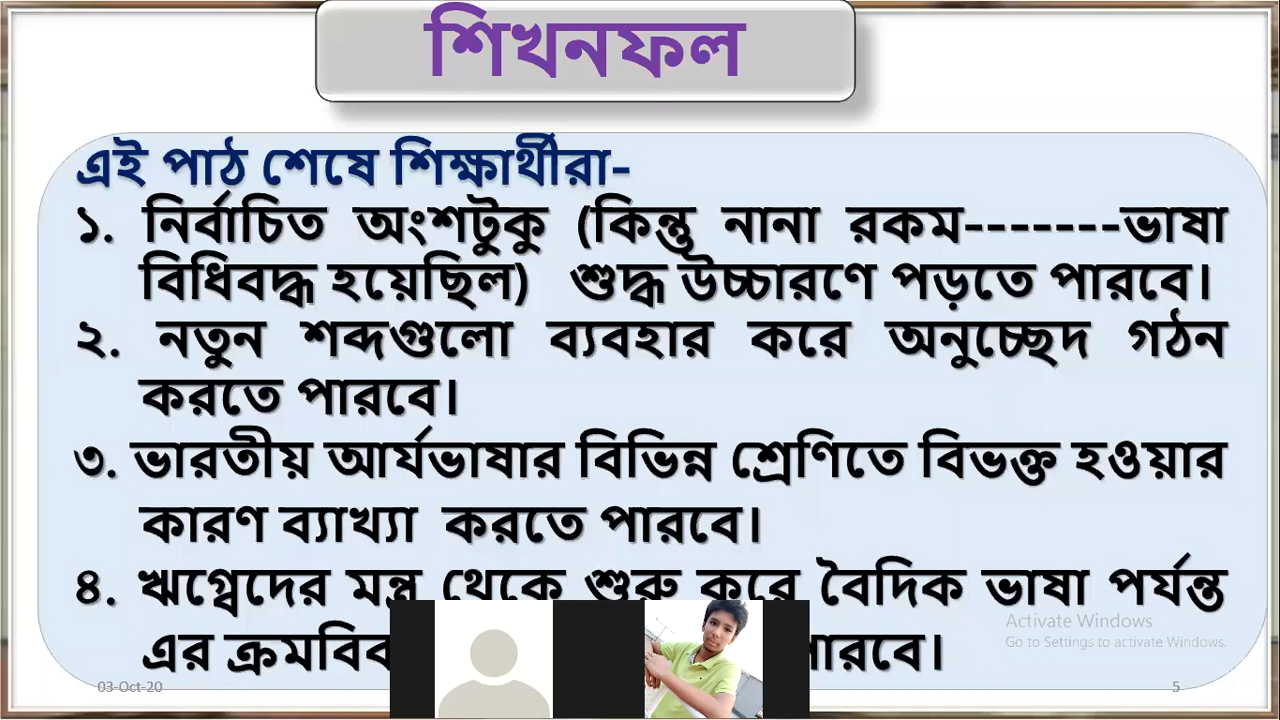 শিখনফল
এই পাঠ শেষে শিক্ষার্থীরা-
১. নির্বাচিত অংশটুকু (কিন্তু নানা রকম-------ভাষা
বিধিবদ্ধ হয়েছিল) শুদ্ধ উচ্চারণে পড়তে পারবে।
২. নতুন শব্দগুলো ব্যবহার করে অনুচ্ছেদ গঠন
করতে পারবে।
৩. ভারতীয় আর্যভাষার বিভিন্ন শ্রেণিতে বিভক্ত হওয়ার
কারণ ব্যাখ্যা করতে পারবে।
৪. ঋগ্বেদের মন্ত্র থেকে শুরু করে বৈদিক ভাষা পর্যন্ত
এর
Activate Windows
Go to Settings to activate Windows.
03-Oct-20
5